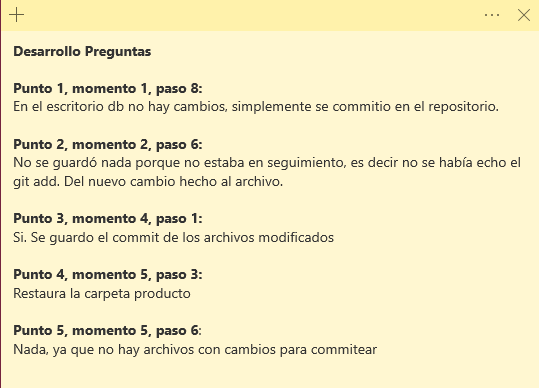 Desarrollo Preguntas
Punto 1, momento 1, paso 8:
En el escritorio db no hay cambios, simplemente se commitio en el repositorio.
Punto 2, momento 2, paso 6:
No se guardó nada porque no estaba en seguimiento, es decir no se había echo el
git add. Del nuevo cambio hecho al archivo.
Punto 3, momento 4, paso 1:
Si. Se guardo el commit de los archivos modificados
Punto 4, momento 5, paso 3:
Restaura la carpeta producto
Punto 5, momento 5, paso 6:
Nada, ya que no hay archivos con cambios para commitear